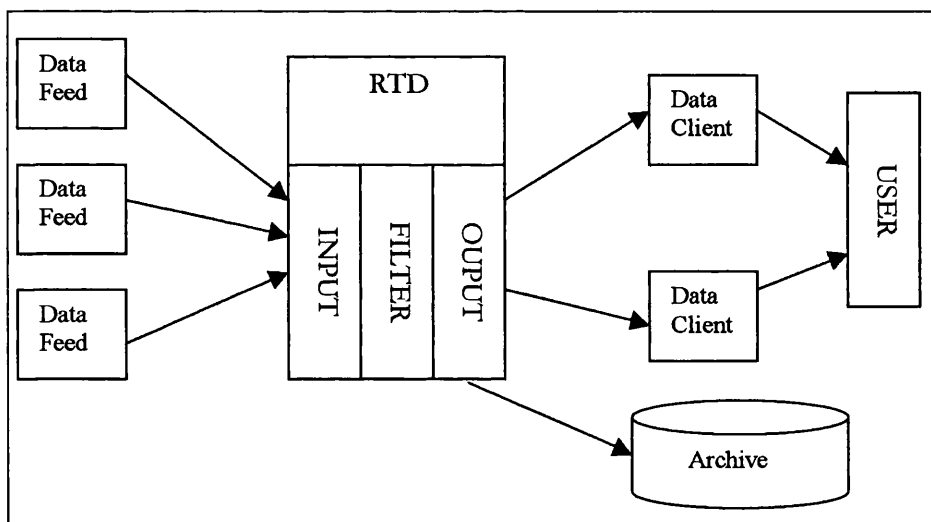 Data
Feed
Data
Feed
Data
Feed
RTD
INPUT
FILTER
OUPUT
Data
Client
Data
Client
USER
Archive